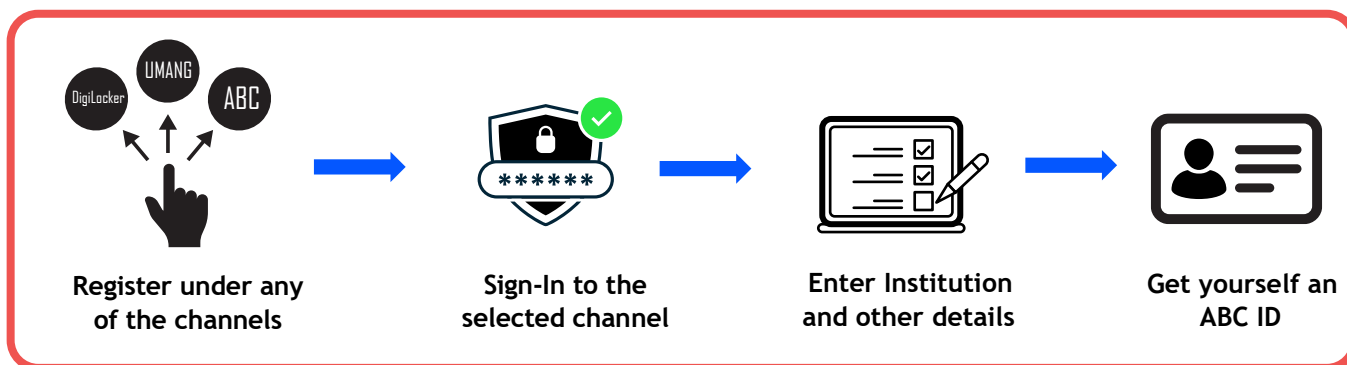 DigiLocker
UMANG
ABC
******
Register under any
of the channels
Sign-In to the
selected channel
Enter Institution
and other details
Get yourself an
ABC ID